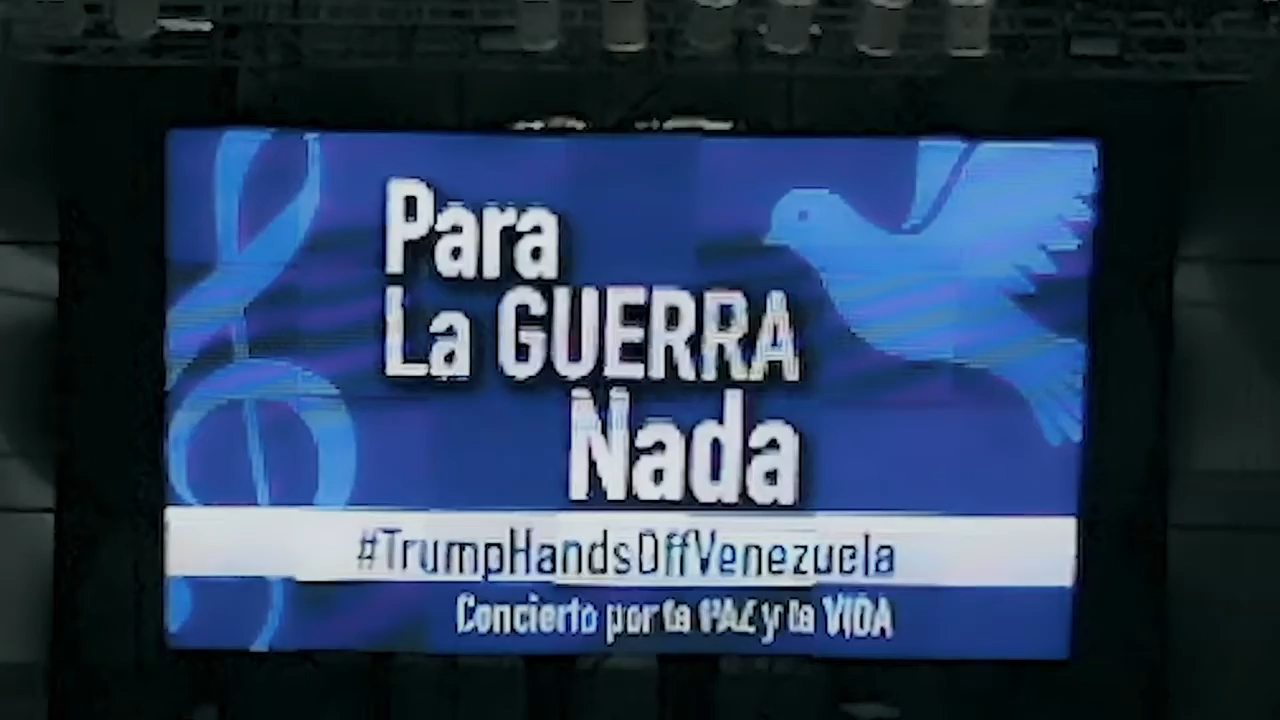 Para
La GUERRA
Nada
#TrumpHandsOffVenezuela
Concierto por la PAZ y la VIDA